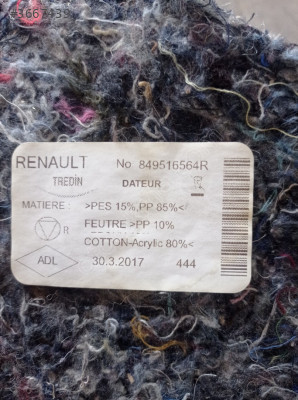 RENAULT No 849516564R
TREDİN DATEUR
MATIERE : >PES 15%,PP 85%<
R FEUTRE >PP 10%
COTTON-Acrylic 80%<
ADL 30.3.2017 444